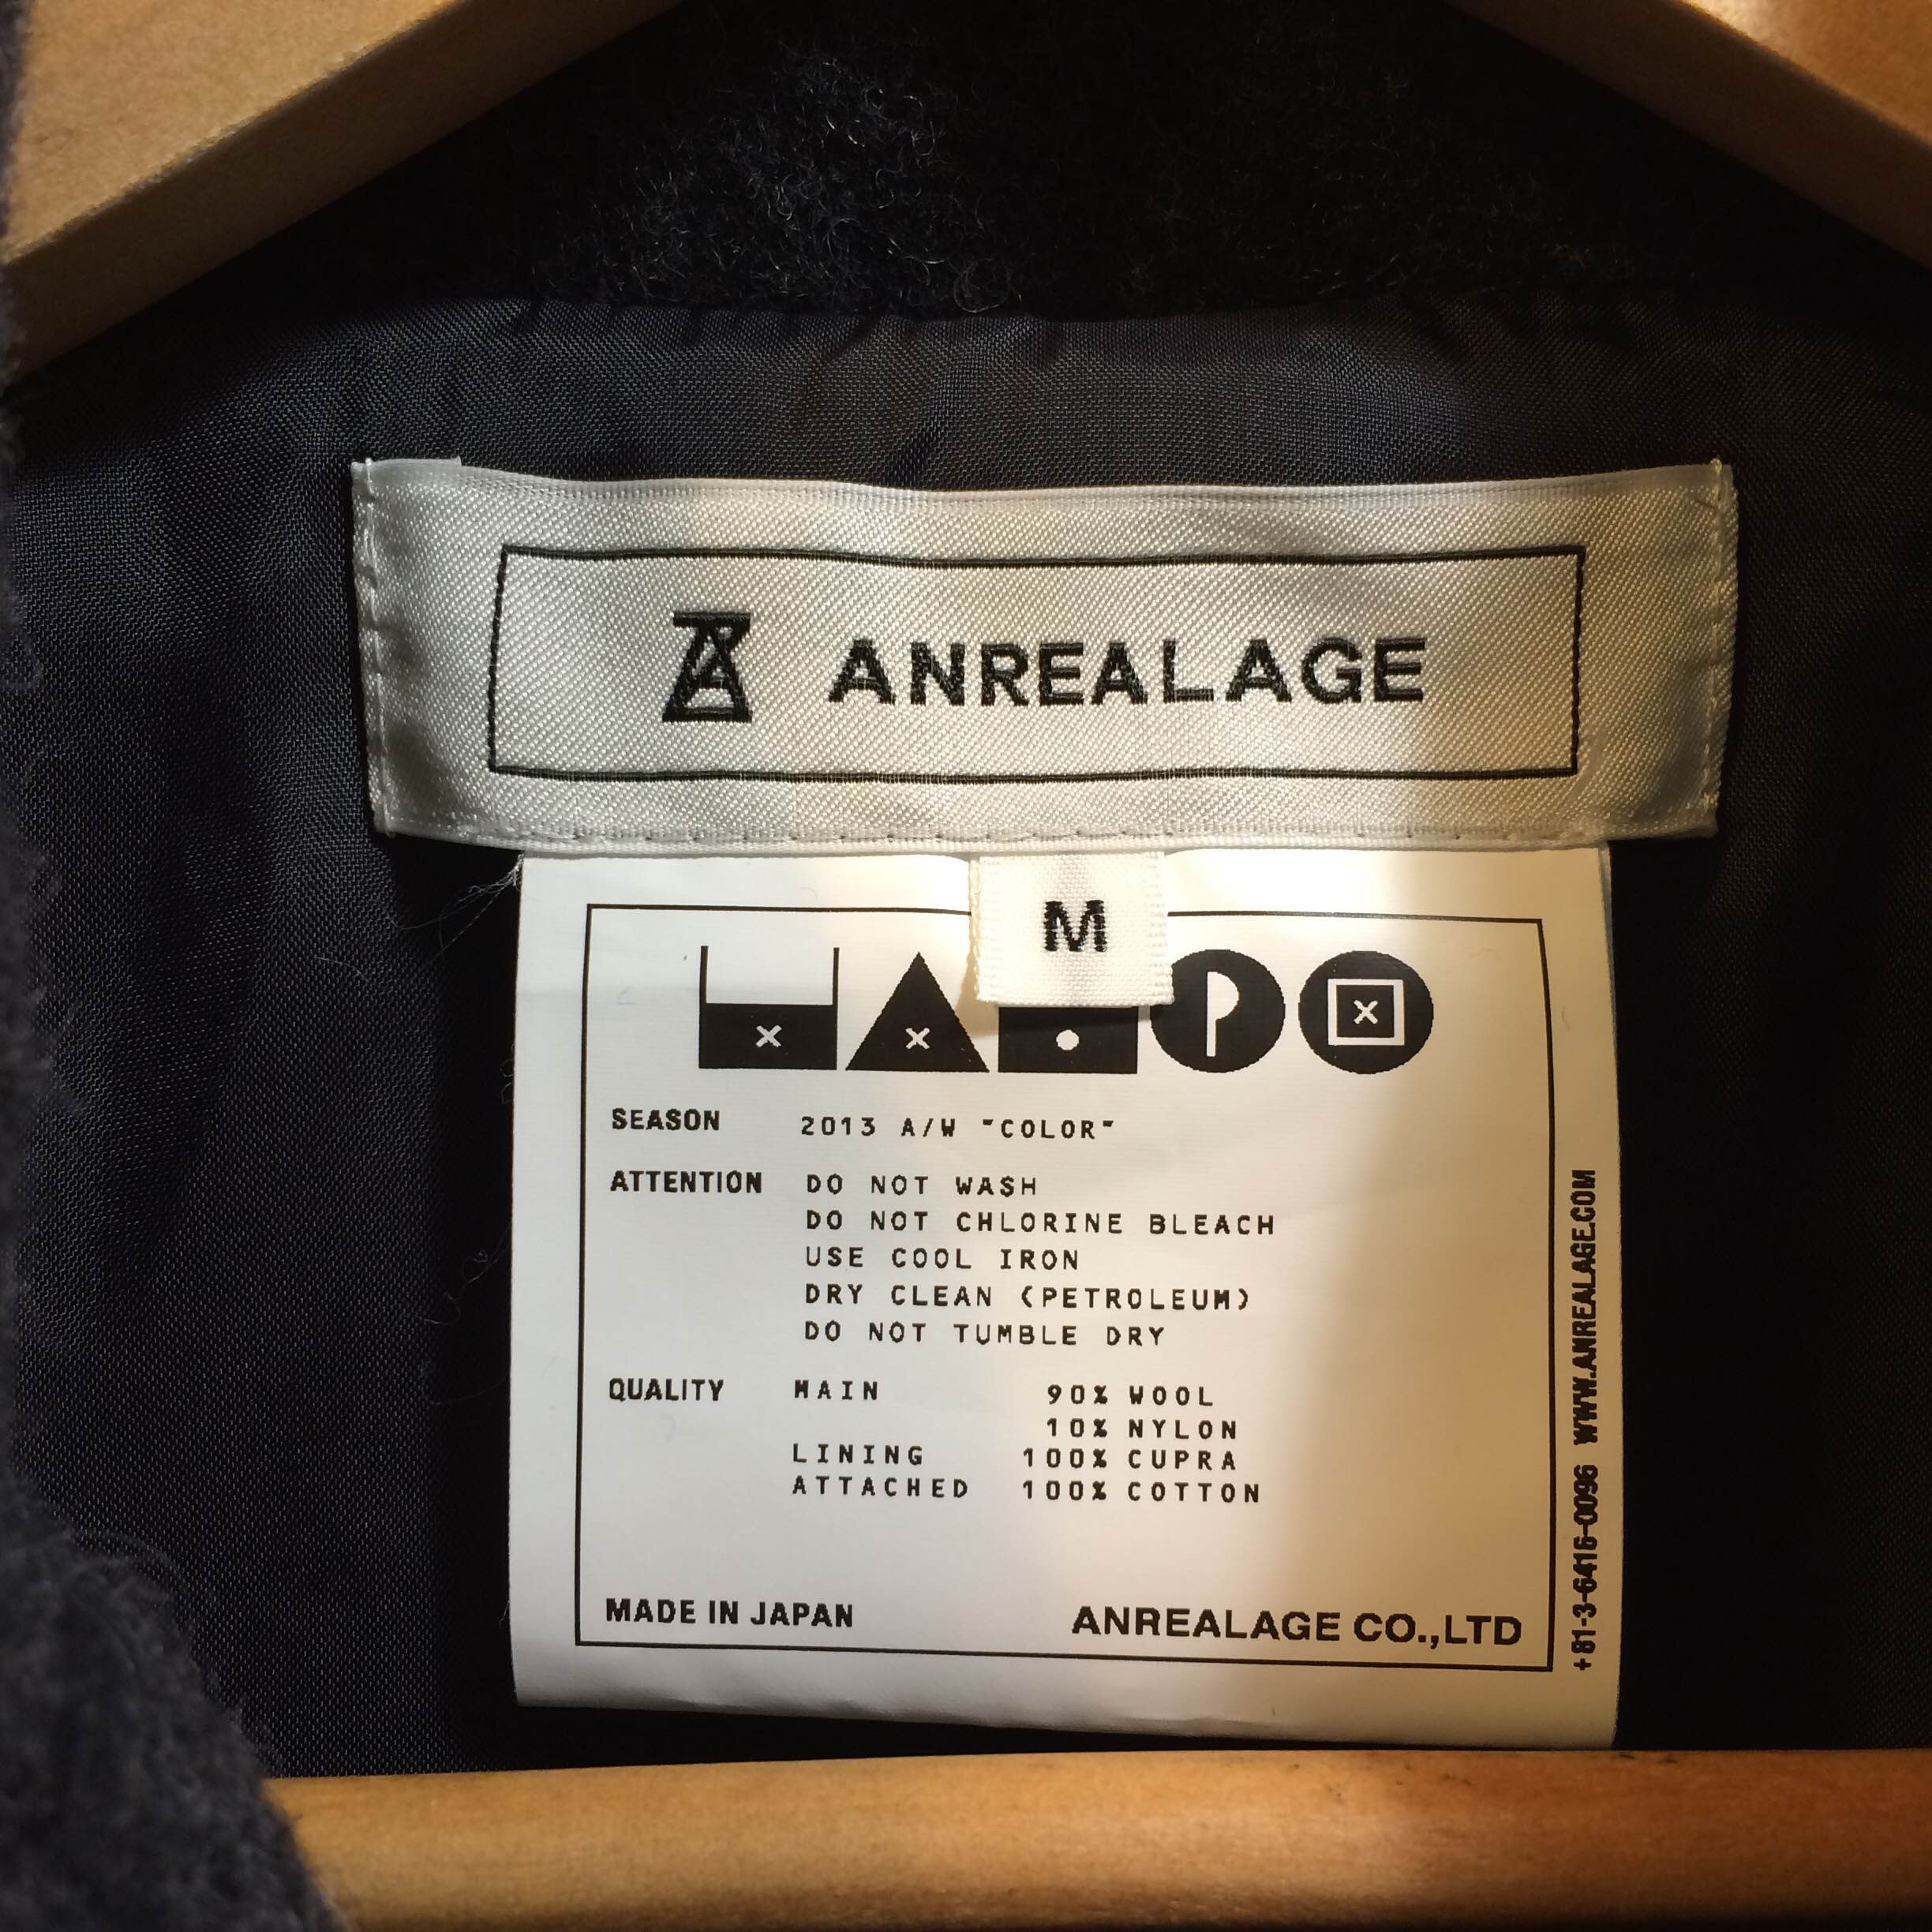 ANREALAGE
M
SEASON 2013 A/W "COLOR"
ATTENTION DO NOT WASH
DO NOT CHLORINE BLEACH
USE COOL IRON
DRY CLEAN (PETROLEUM)
DO NOT TUMBLE DRY
QUALITY MAIN 90% WOOL
10% NYLON
LINING 100% CUPRA
ATTACHED 100% COTTON
MADE IN JAPAN ANREALAGE CO.,LTD
+81-3-6416-0096 WWW.ANREALAGE.COM